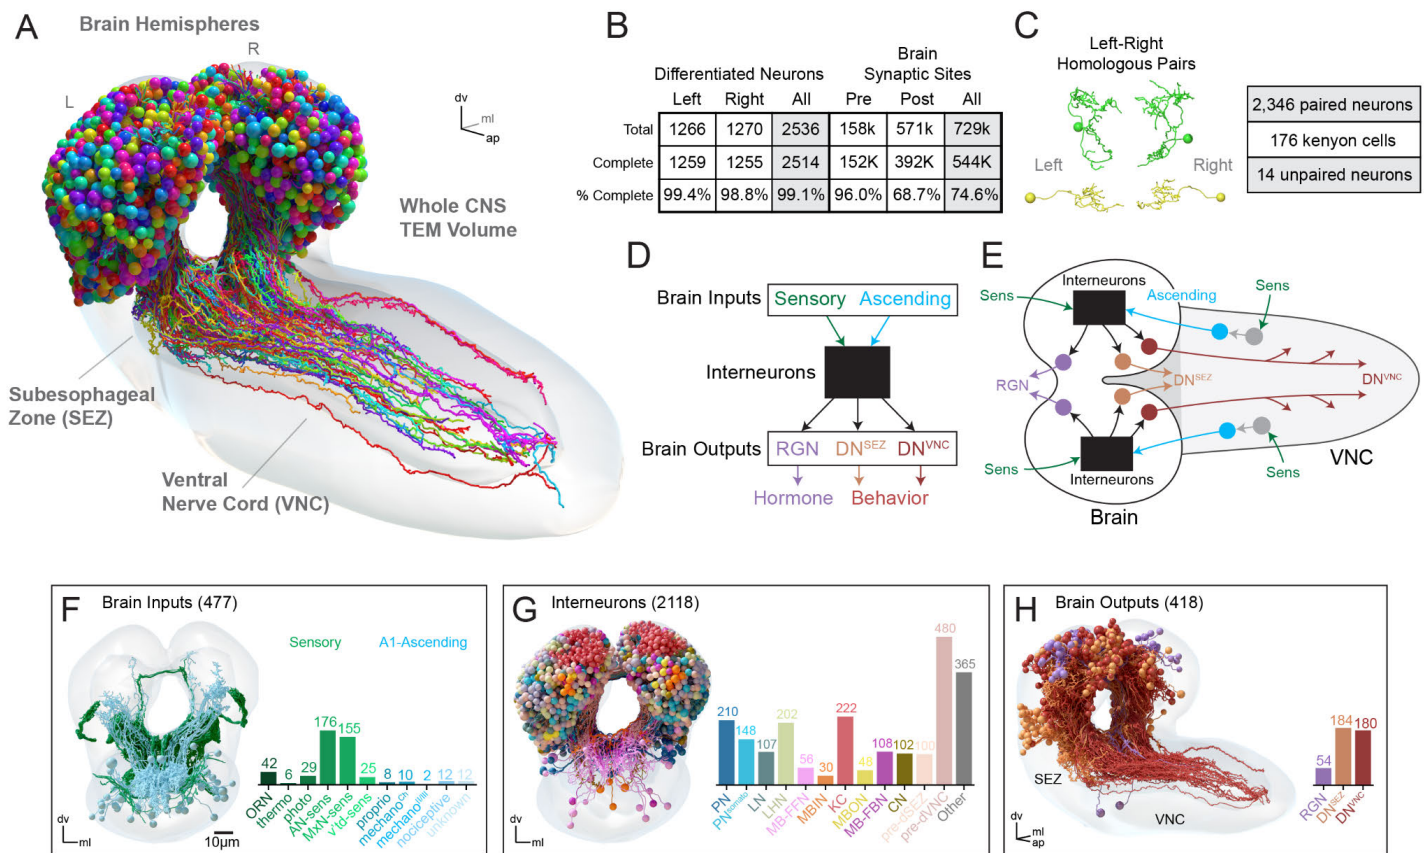 A
Brain Hemispheres
R
L
dv
ml
ap
Whole CNS
TEM Volume
Subesophageal
Zone (SEZ)
Ventral
Nerve Cord (VNC)
B
Differentiated Neurons
Brain
Synaptic Sites
Left Right All Pre Post All
Total 1266 1270 2536 158k 571k 729k
Complete 1259 1255 2514 152K 392K 544K
% Complete 99.4% 98.8% 99.1% 96.0% 68.7% 74.6%
C
Left-Right
Homologous Pairs
Left
Right
2,346 paired neurons
176 kenyon cells
14 unpaired neurons
D
Brain Inputs
Sensory Ascending
Interneurons
Brain Outputs
RGN DNSEZ DNVNC
Hormone Behavior
E
Interneurons
Sens
Ascending
Sens
RGN
DNSEZ
DNVNC
Sens
Interneurons
Sens
VNC
Brain
F
Brain Inputs (477)
Sensory
A1-Ascending
42 6 29 176 155 25 8 10 2 12 12
ORN
thermo
photo
AN-sens
MxN-sens
v'td-sens
proprio
mechanoCh
mechanoII/III
nociceptive
unknown
10μm
dv
ml
G
Interneurons (2118)
210 148 107 202 56 30 222 48 108 102 100 480 365
PN
PNsomato
LN
LHN
MB-FFN
MBIN
KC
MBON
MB-FBN
CN
pre-dSEZ
pre-dVNC
Other
dv
ml
H
Brain Outputs (418)
SEZ
VNC
54 184 180
RGN
DNSEZ
DNVNC
dv
ml
ap